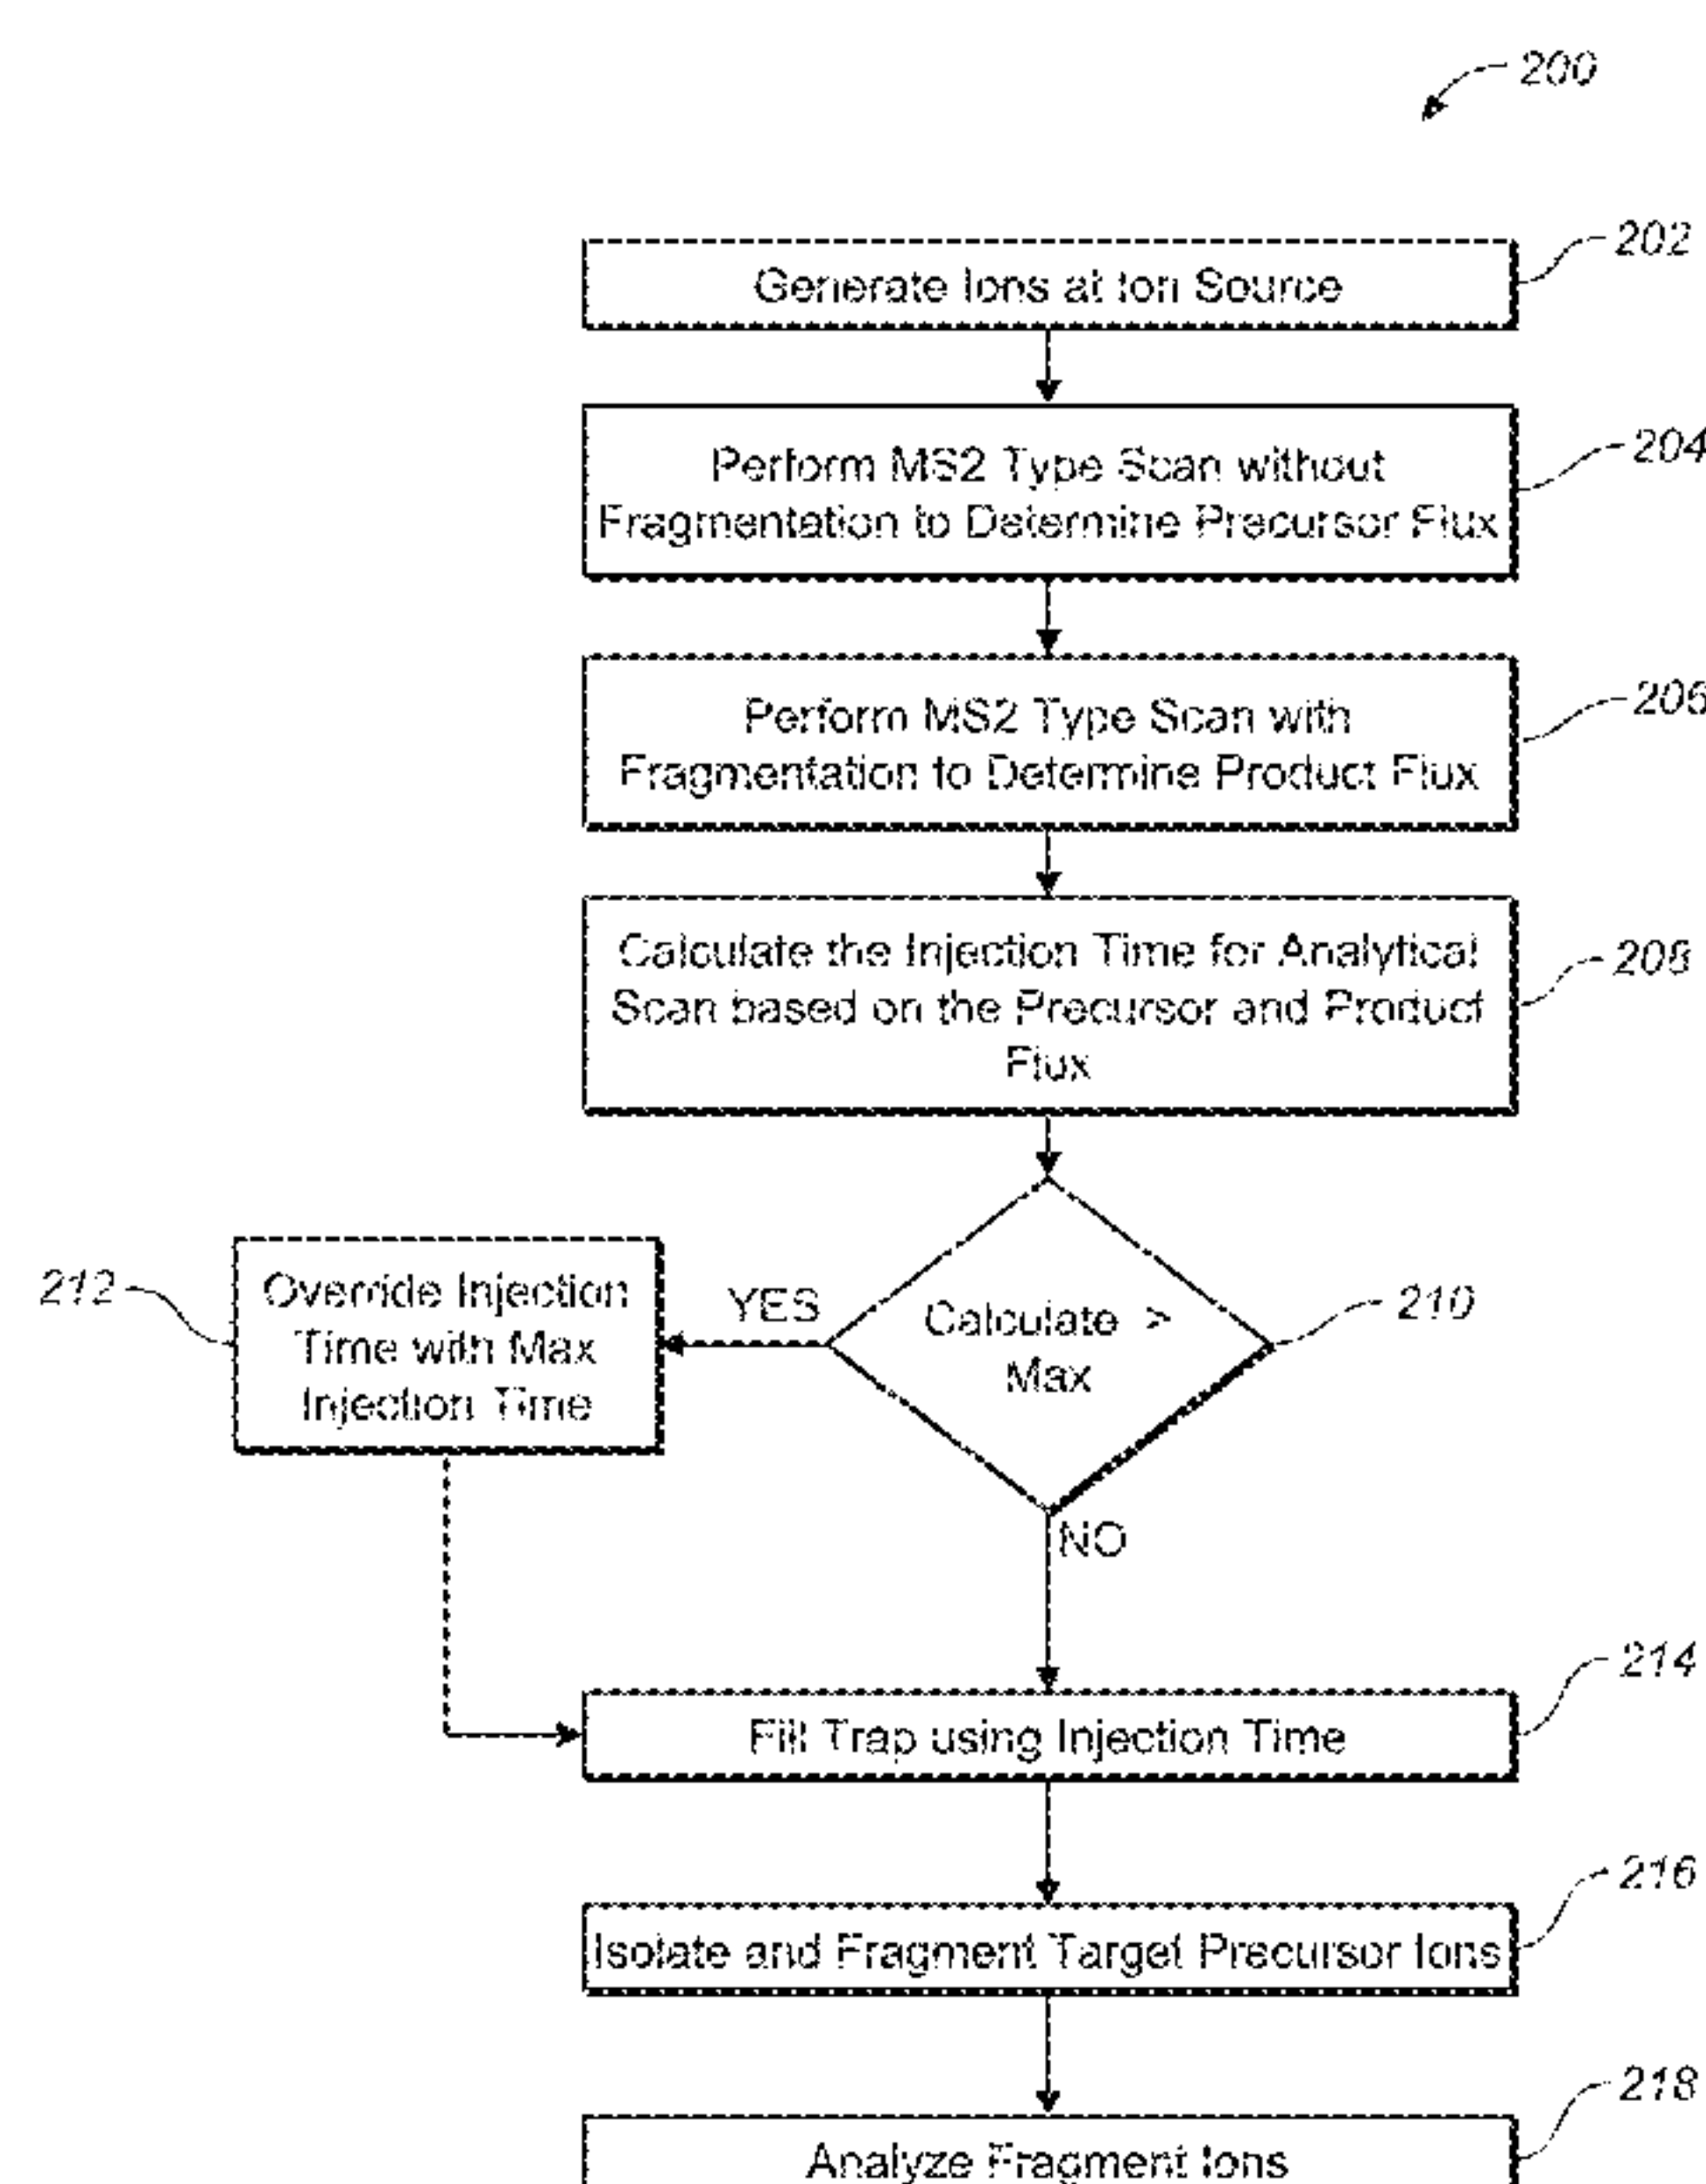 200
Generate Ions at Ion Source
202
Perform MS2 Type Scan without
Fragmentation to Determine Precursor Flux
204
Perform MS2 Type Scan with
Fragmentation to Determine Product Flux
206
Calculate the Injection Time for Analytical
Scan based on the Precursor and Product
Flux
208
212
Override Injection
Time with Max
Injection Time
YES
Calculate >
Max
210
NO
214
Fill Trap using Injection Time
216
Isolate and Fragment Target Precursor Ions
218
Analyze Fragment Ions